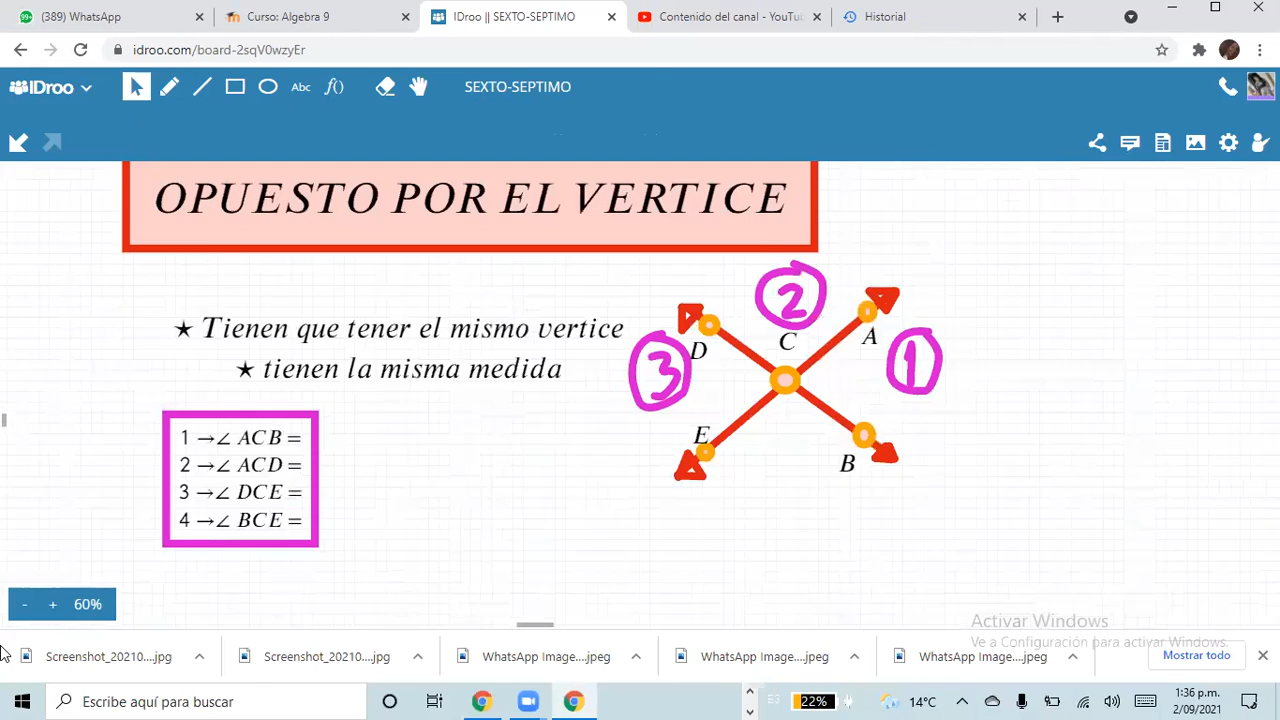 (389) WhatsApp
Curso: Algebra 9
IDroo || SEXTO-SEPTIMO
Contenido del canal - YouTu
Historial
idroo.com/board-2sqV0wzyEr
IDroo
Abc
f()
SEXTO-SEPTIMO
OPUESTO POR EL VERTICE
★ Tienen que tener el mismo vertice
★ tienen la misma medida
1 →∠ ACB =
2 →∠ ACD =
3 →∠ DCE =
4 →∠ BCE =
2
C
A
D
3
1
E
B
- + 60%
Activar Windows
Ve a Configuración para activar Windows.
Screenshot_20210....jpg
Screenshot_20210....jpg
WhatsApp Image....jpeg
WhatsApp Image....jpeg
WhatsApp Image....jpeg
Mostrar todo
Escribe aquí para buscar
22%
14°C
1:36 p.m.
2/09/2021